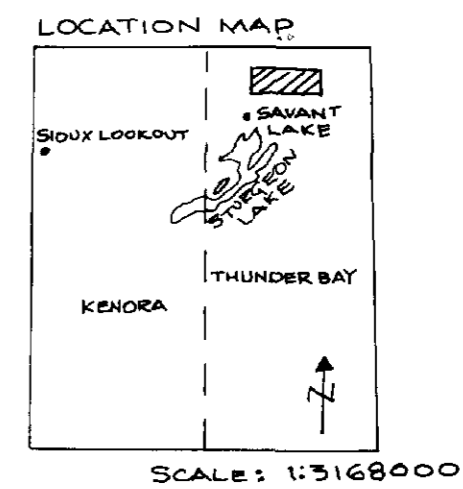 LOCATION MAP
SAVANT
LAKE
SIOUX LOOKOUT
STURGEON
LAKE
THUNDER BAY
KENORA
N
SCALE: 1:3168000